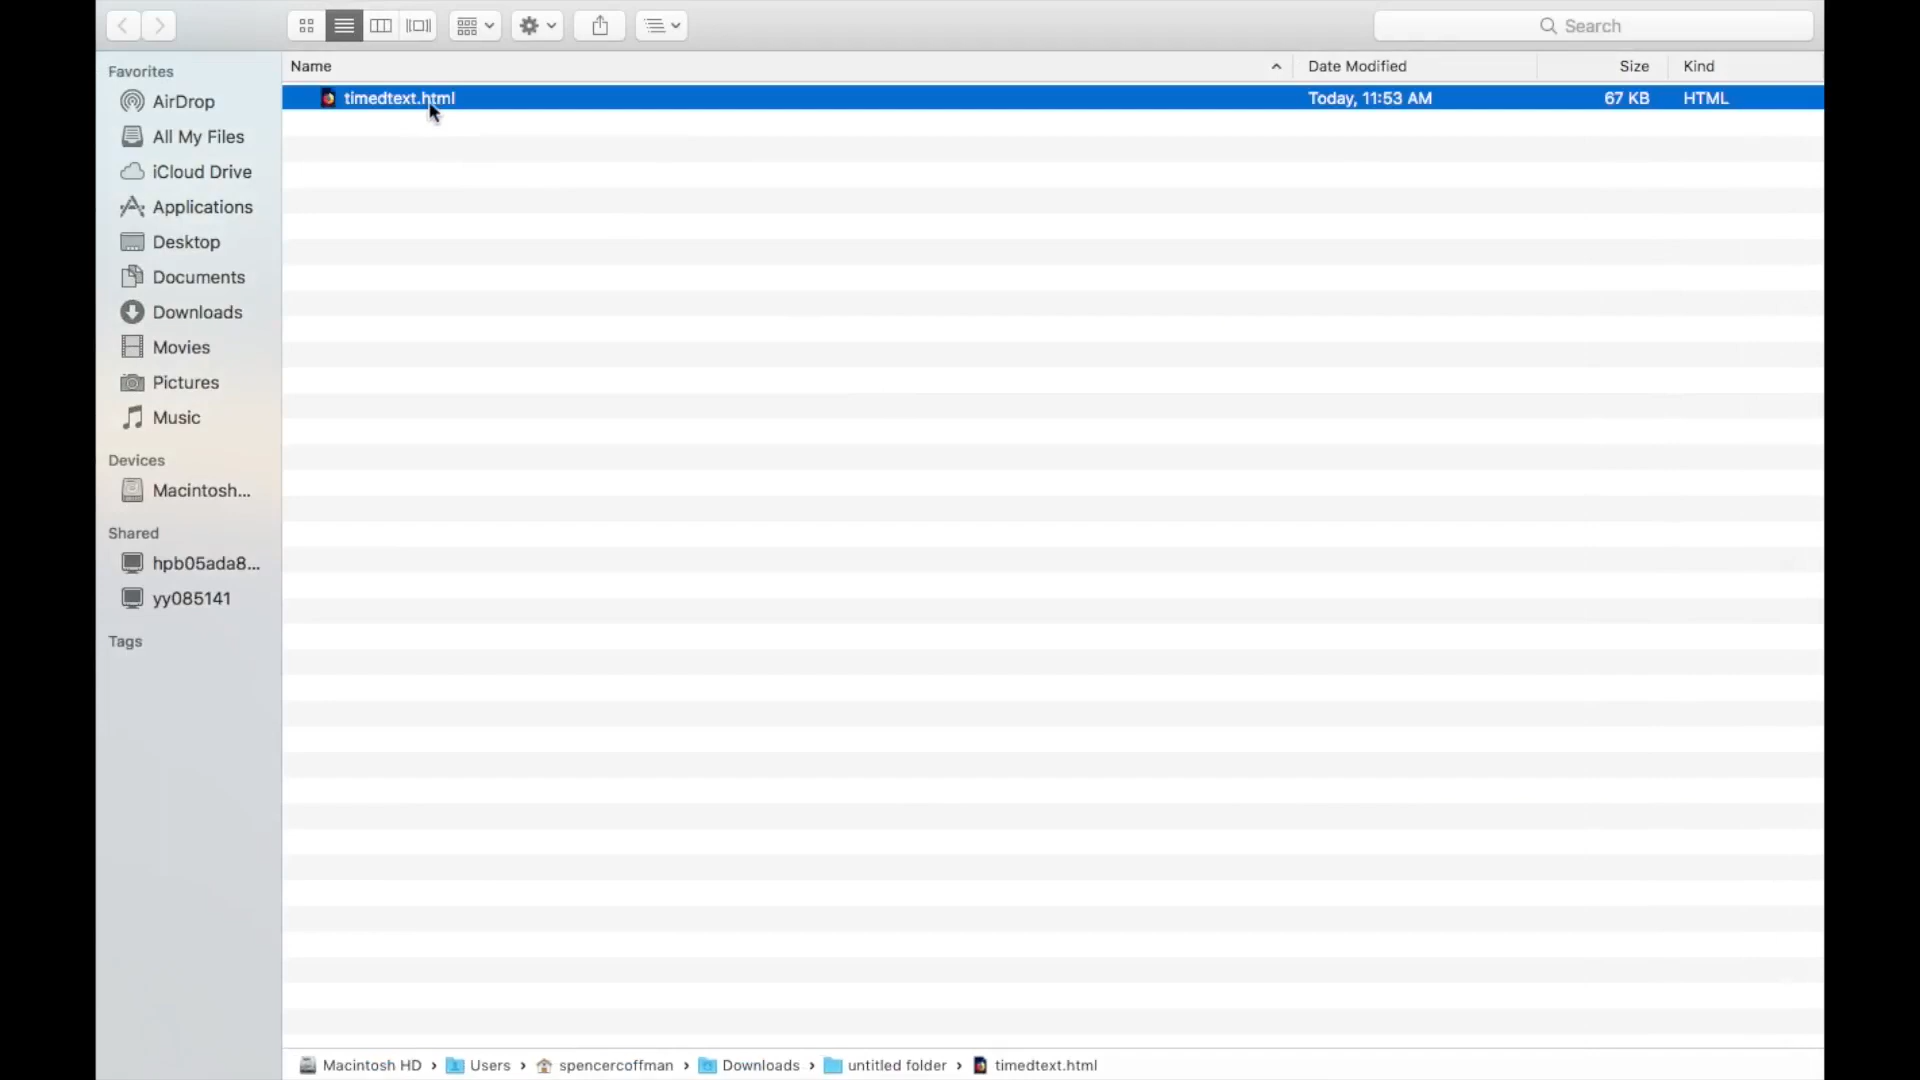 Search
Name Date Modified Size Kind
timedtext.html Today, 11:53 AM 67 KB HTML
Favorites
AirDrop
All My Files
iCloud Drive
Applications
Desktop
Documents
Downloads
Movies
Pictures
Music
Devices
Macintosh...
Shared
hpb05ada8...
yy085141
Tags
Macintosh HD › Users › spencercoffman › Downloads › untitled folder › timedtext.html